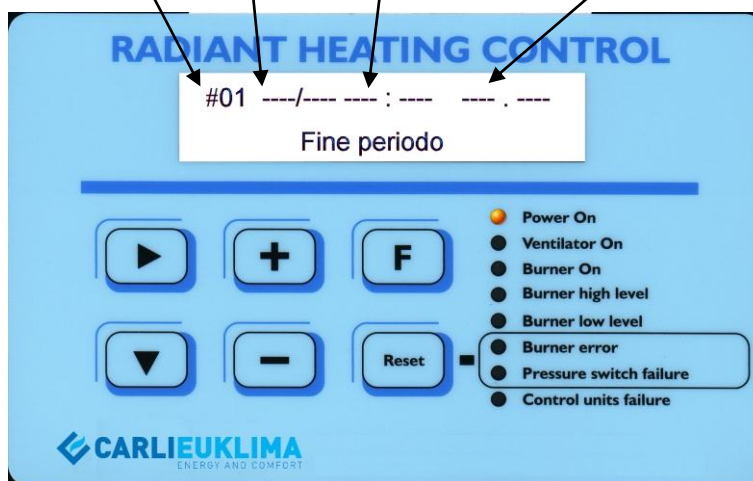 RADIANT HEATING CONTROL
#01 ----/---- ---- : ---- ---- . ----
Fine periodo
F
Reset
Power On
Ventilator On
Burner On
Burner high level
Burner low level
Burner error
Pressure switch failure
Control units failure
CARLIEUKLIMA
ENERGY AND COMFORT